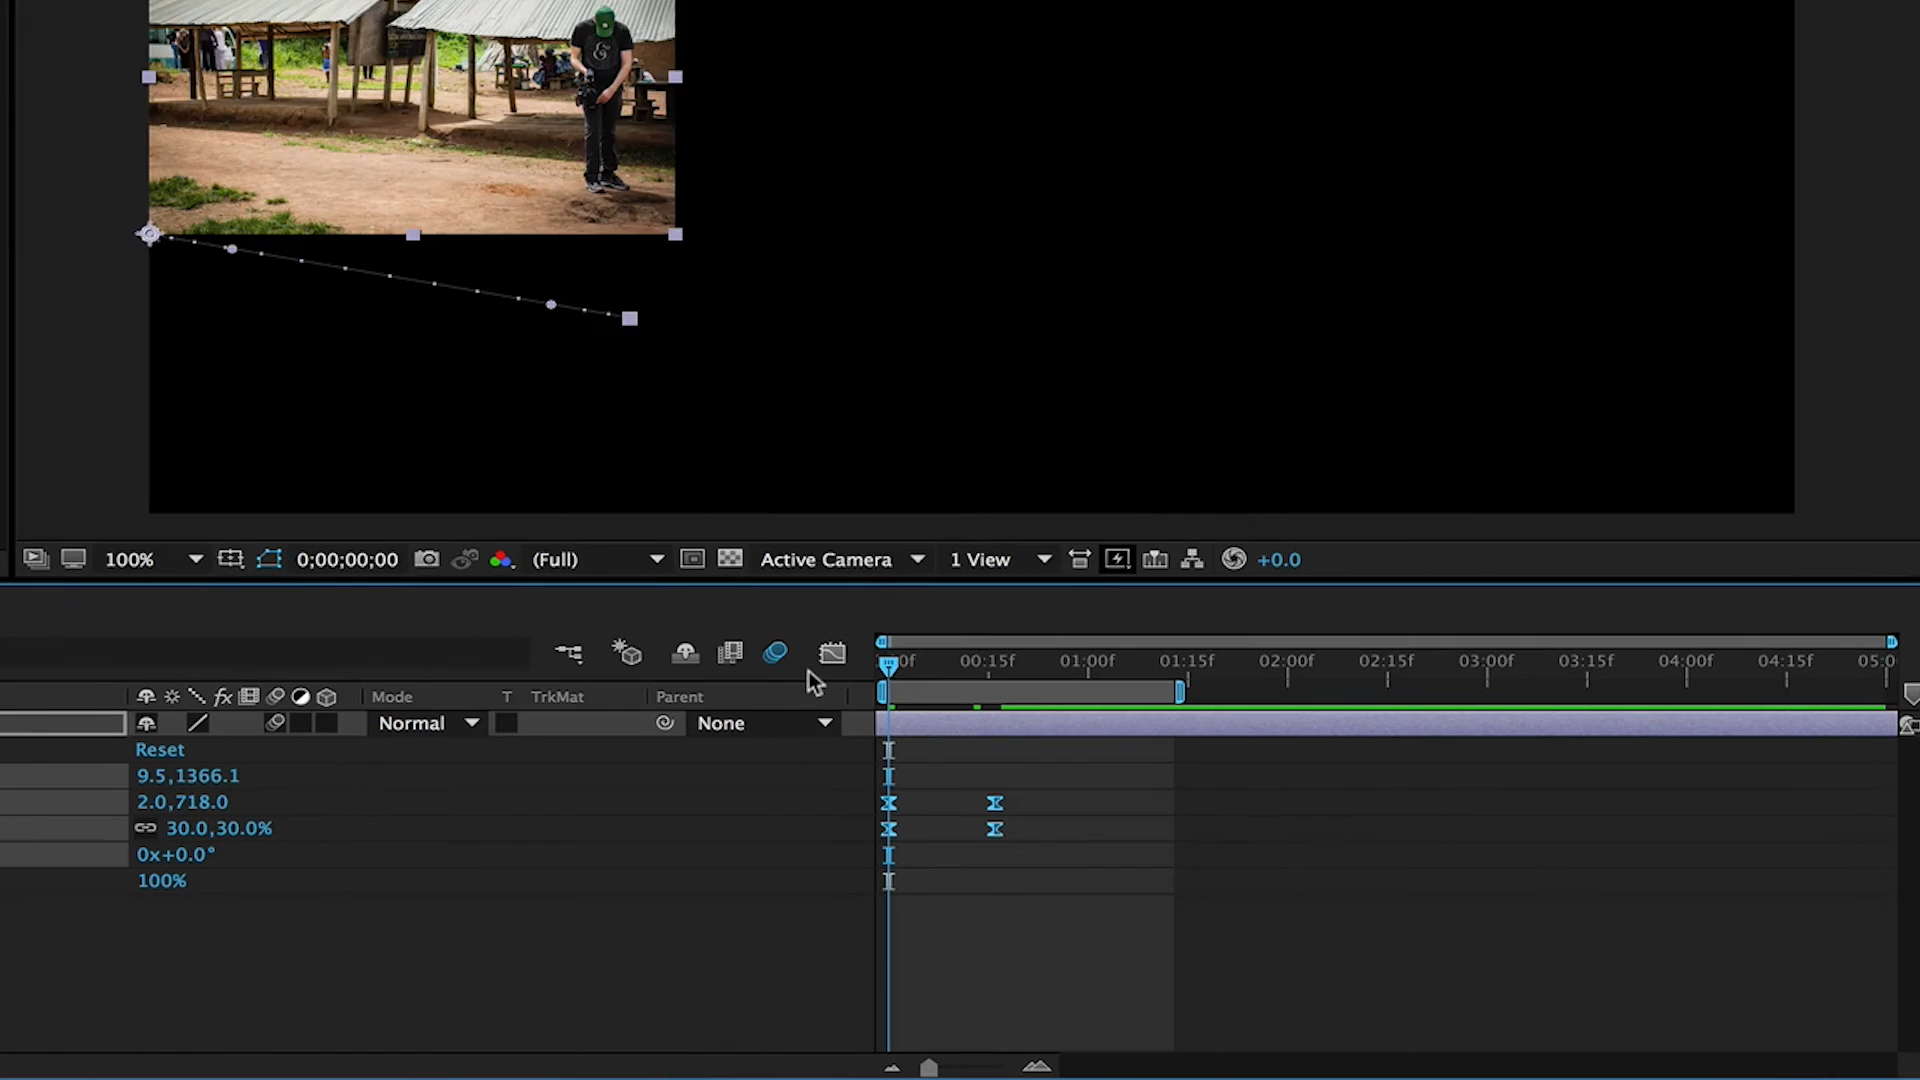 100% 0;00;00;00 (Full) Active Camera 1 View +0.0
0f 00:15f 01:00f 01:15f 02:00f 02:15f 03:00f 03:15f 04:00f 04:15f 05:0
fx Mode T TrkMat Parent
Normal None
Reset
9.5,1366.1
2.0,718.0
30.0,30.0%
0x+0.0°
100%